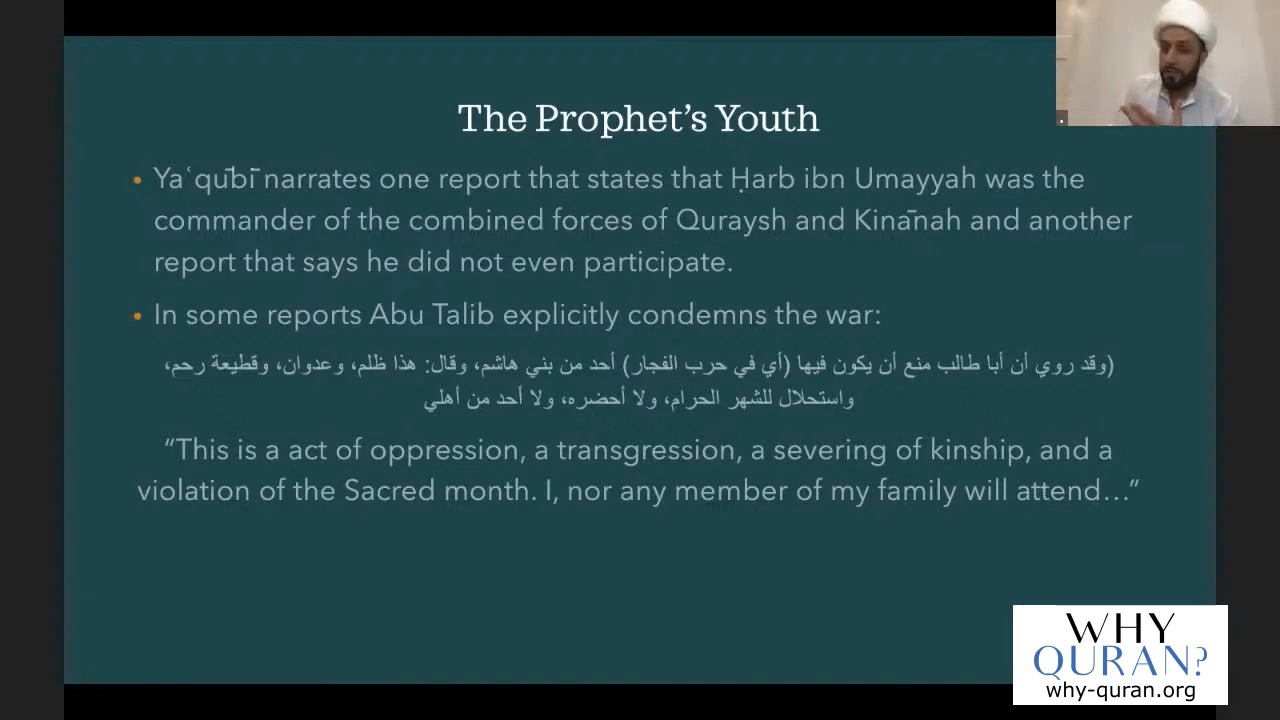 The Prophet’s Youth
• Yaʿqūbī narrates one report that states that Ḥarb ibn Umayyah was the
commander of the combined forces of Quraysh and Kinānah and another
report that says he did not even participate.
• In some reports Abu Talib explicitly condemns the war:
(وقد روي أن أبا طالب منع أن يكون فيها (أي في حرب الفجار) أحد من بني هاشم، وقال: هذا ظلم، وعدوان، وقطيعة رحم،
واستحلال للشهر الحرام، ولا أحضره، ولا أحد من أهلي
“This is a act of oppression, a transgression, a severing of kinship, and a
violation of the Sacred month. I, nor any member of my family will attend…”
WHY
QURAN?
why-quran.org